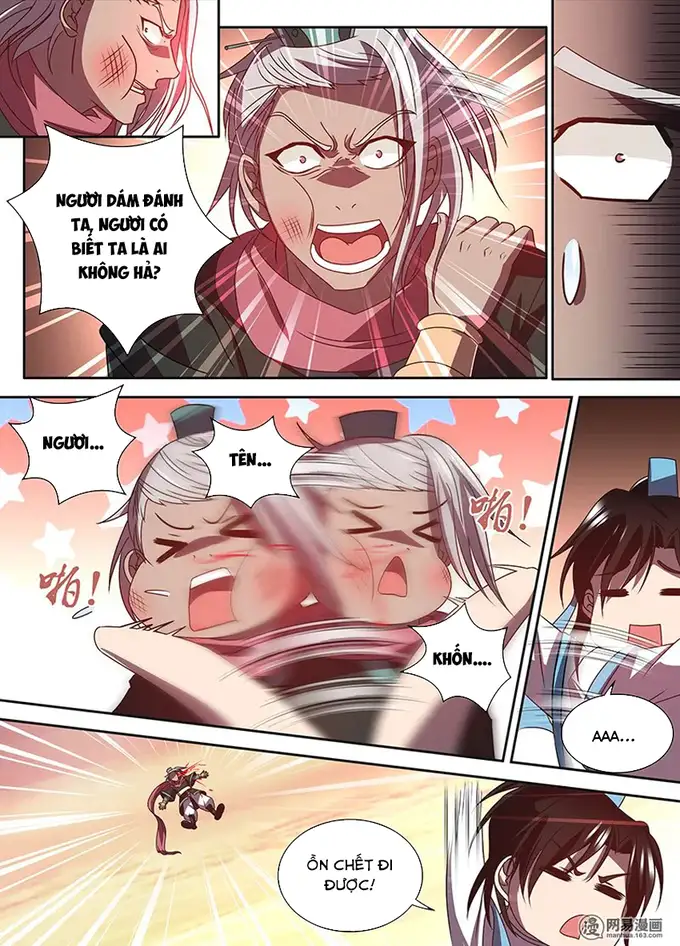 NGƯƠI DÁM ĐÁNH
TA, NGƯƠI CÓ
BIẾT TA LÀ AI
KHÔNG HẢ?
NGƯƠI...
TÊN...
啪!
啪!
KHỐN....
AAA...
ỒN CHẾT ĐI
ĐƯỢC!
网易漫画
manhua.163.com